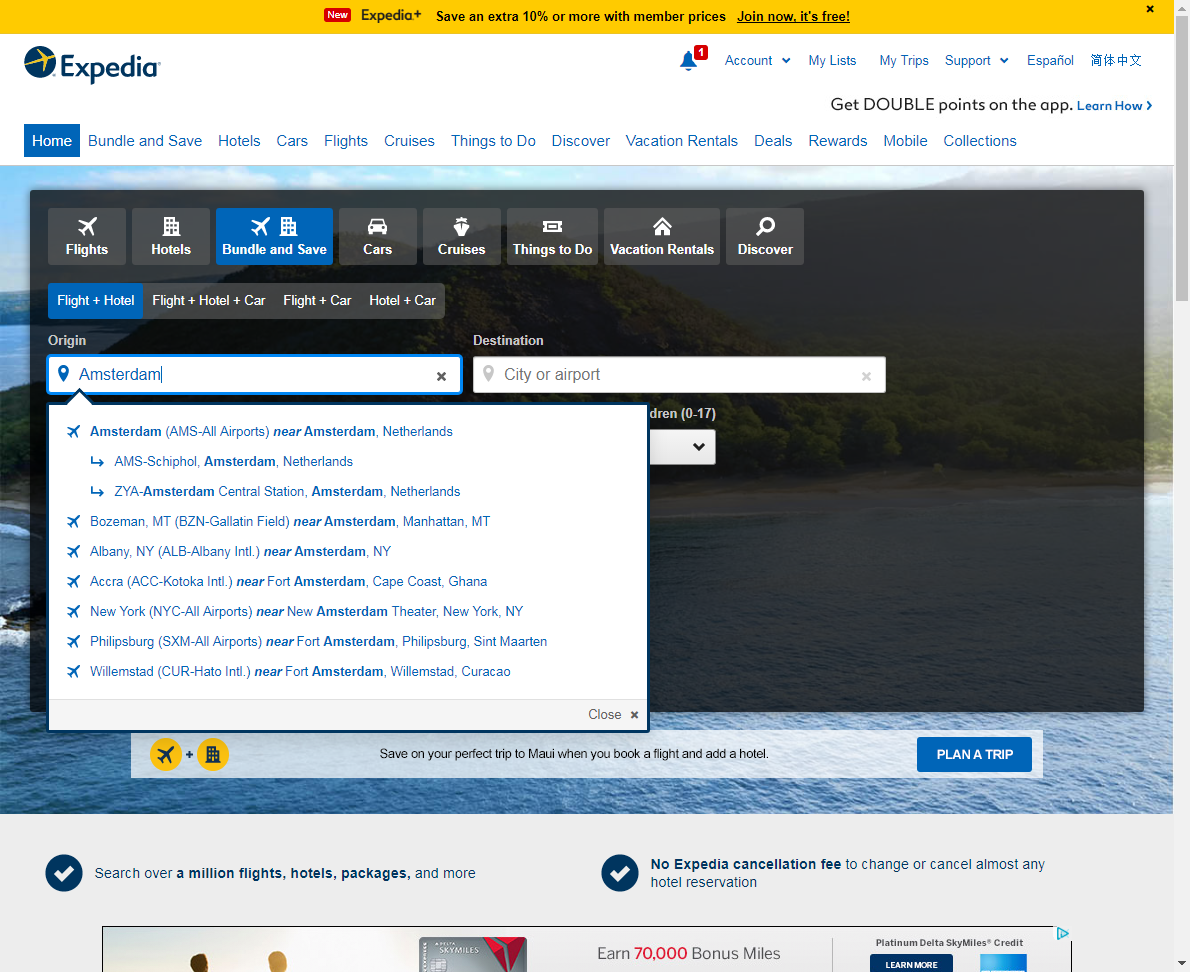 New Expedia+ Save an extra 10% or more with member prices Join now, it's free!
Expedia
1
Account My Lists My Trips Support Español 简体中文
Get DOUBLE points on the app. Learn How
Home Bundle and Save Hotels Cars Flights Cruises Things to Do Discover Vacation Rentals Deals Rewards Mobile Collections
Flights Hotels Bundle and Save Cars Cruises Things to Do Vacation Rentals Discover
Flight + Hotel Flight + Hotel + Car Flight + Car Hotel + Car
Origin Destination
Amsterdam City or airport
dren (0-17)
Amsterdam (AMS-All Airports) near Amsterdam, Netherlands
AMS-Schiphol, Amsterdam, Netherlands
ZYA-Amsterdam Central Station, Amsterdam, Netherlands
Bozeman, MT (BZN-Gallatin Field) near Amsterdam, Manhattan, MT
Albany, NY (ALB-Albany Intl.) near Amsterdam, NY
Accra (ACC-Kotoka Intl.) near Fort Amsterdam, Cape Coast, Ghana
New York (NYC-All Airports) near New Amsterdam Theater, New York, NY
Philipsburg (SXM-All Airports) near Fort Amsterdam, Philipsburg, Sint Maarten
Willemstad (CUR-Hato Intl.) near Fort Amsterdam, Willemstad, Curacao
Close
+ Save on your perfect trip to Maui when you book a flight and add a hotel. PLAN A TRIP
Search over a million flights, hotels, packages, and more
No Expedia cancellation fee to change or cancel almost any
hotel reservation
DELTA
SKYMILES
Earn 70,000 Bonus Miles
Platinum Delta SkyMiles® Credit
LEARN MORE